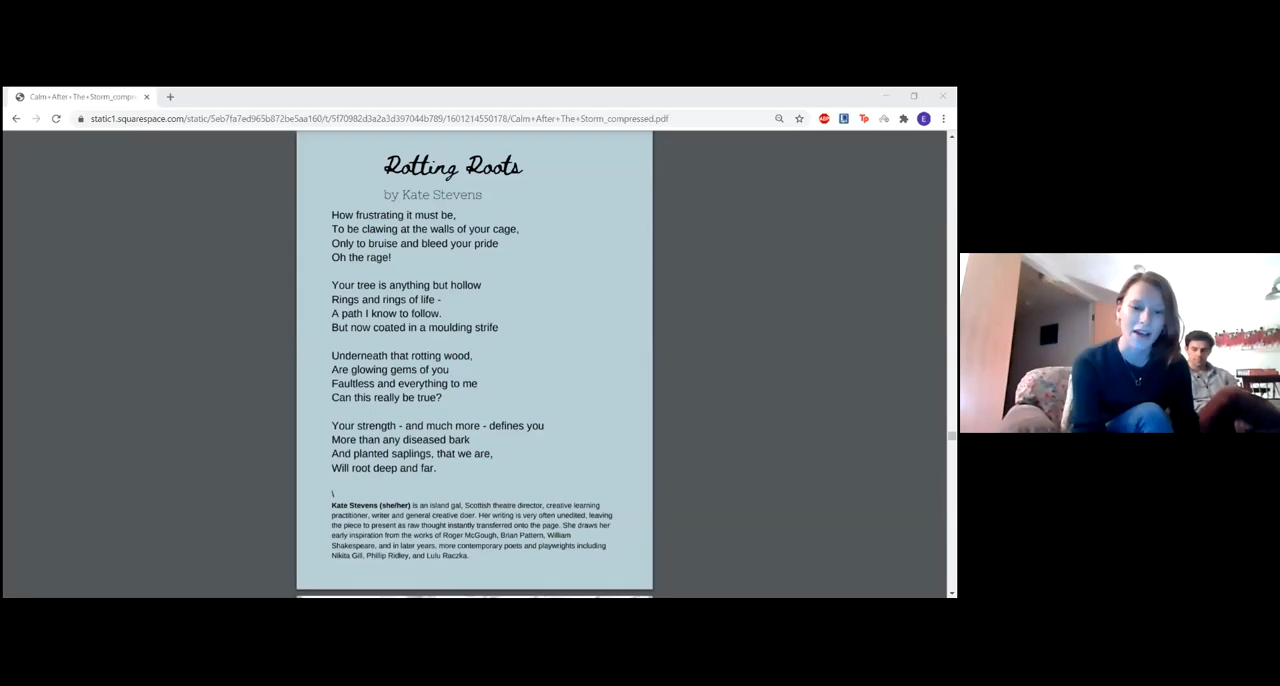 Calm+After+The+Storm_compre
static1.squarespace.com/static/5eb7fa7ed965b872be5aa160/t/5f70982d3a2a3d397044b789/1601214550178/Calm+After+The+Storm_compressed.pdf
ABP
Tp
E
Rotting Roots
by Kate Stevens
How frustrating it must be,
To be clawing at the walls of your cage,
Only to bruise and bleed your pride
Oh the rage!
Your tree is anything but hollow
Rings and rings of life -
A path I know to follow.
But now coated in a moulding strife
Underneath that rotting wood,
Are glowing gems of you
Faultless and everything to me
Can this really be true?
Your strength - and much more - defines you
More than any diseased bark
And planted saplings, that we are,
Will root deep and far.
\
Kate Stevens (she/her) is an island gal, Scottish theatre director, creative learning
practitioner, writer and general creative doer. Her writing is very often unedited, leaving
the piece to present as raw thought instantly transferred onto the page. She draws her
early inspiration from the works of Roger McGough, Brian Pattern, William
Shakespeare, and in later years, more contemporary poets and playwrights including
Nikita Gill, Phillip Ridley, and Lulu Raczka.